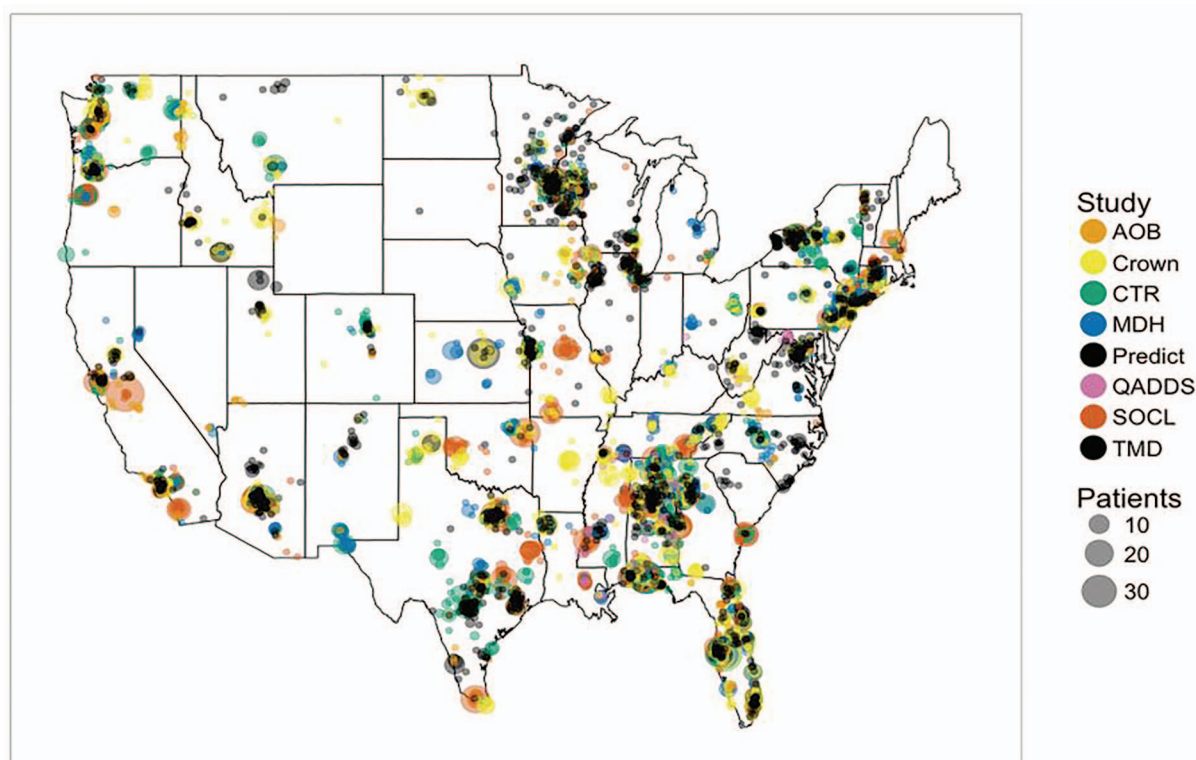 Study
AOB
Crown
CTR
MDH
Predict
QADDS
SOCL
TMD
Patients
10
20
30